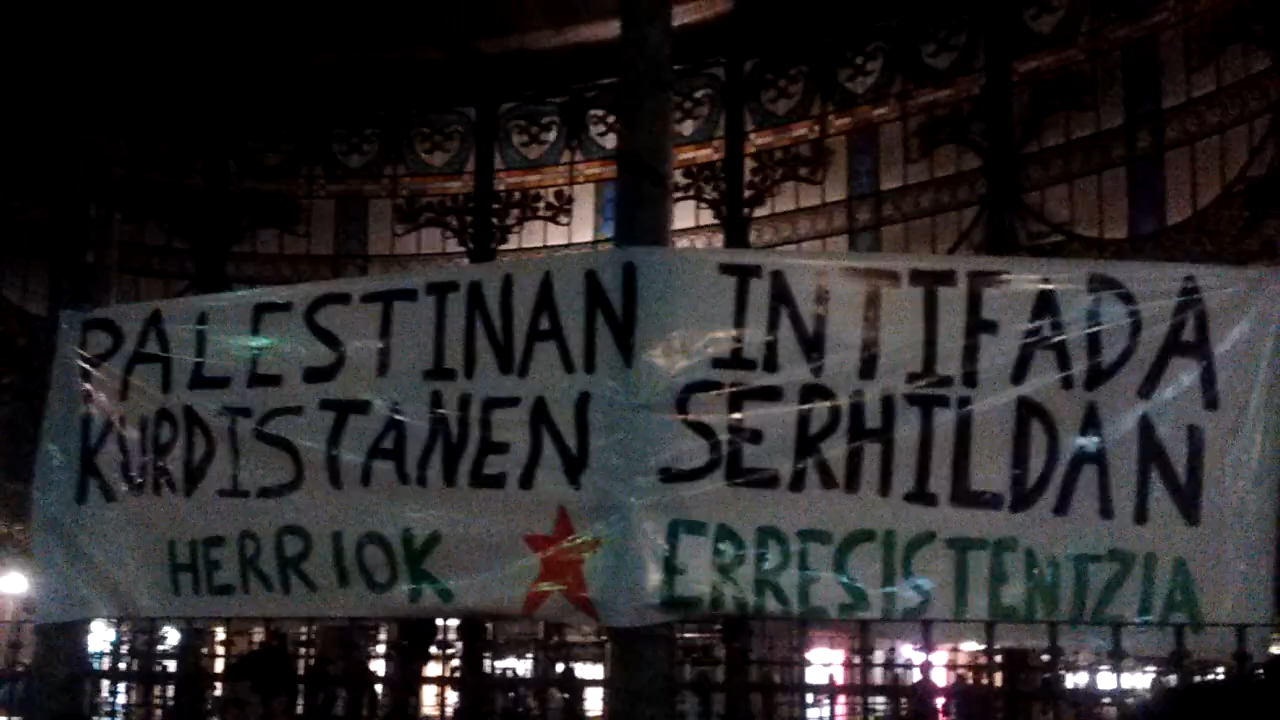 PALESTINAN INTIFADA
KURDISTANEN SERHILDAN
HERRIOK ERRESISTENTZIA